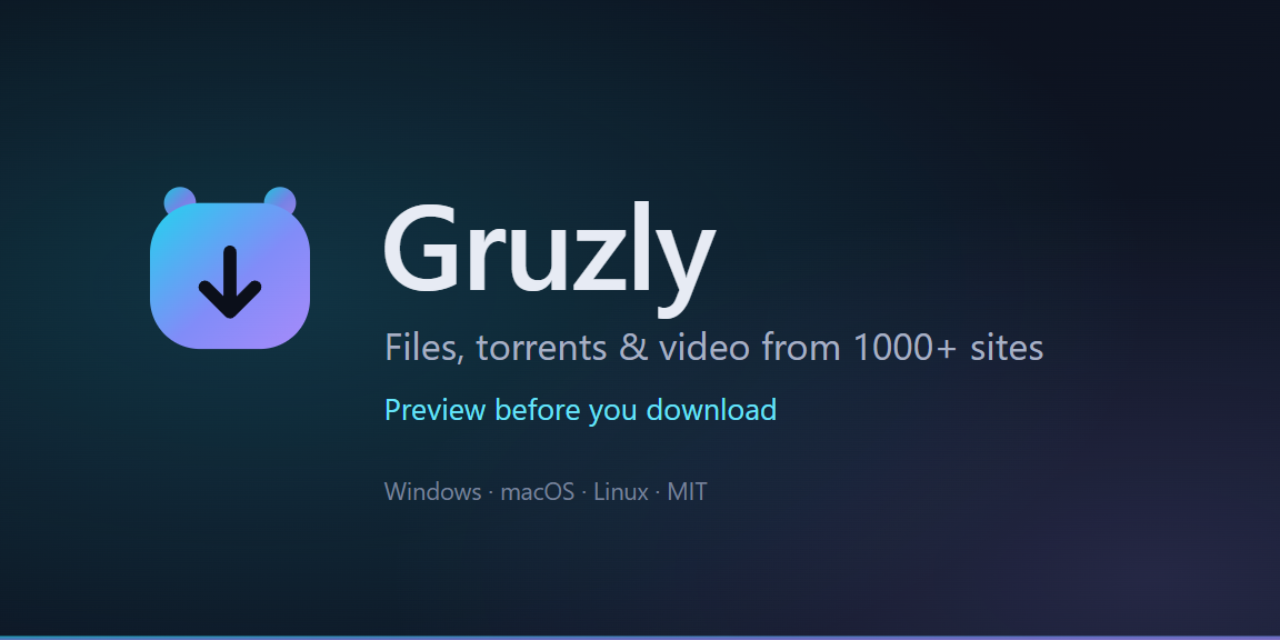 Gruzly
Files, torrents & video from 1000+ sites
Preview before you download
Windows · macOS · Linux · MIT